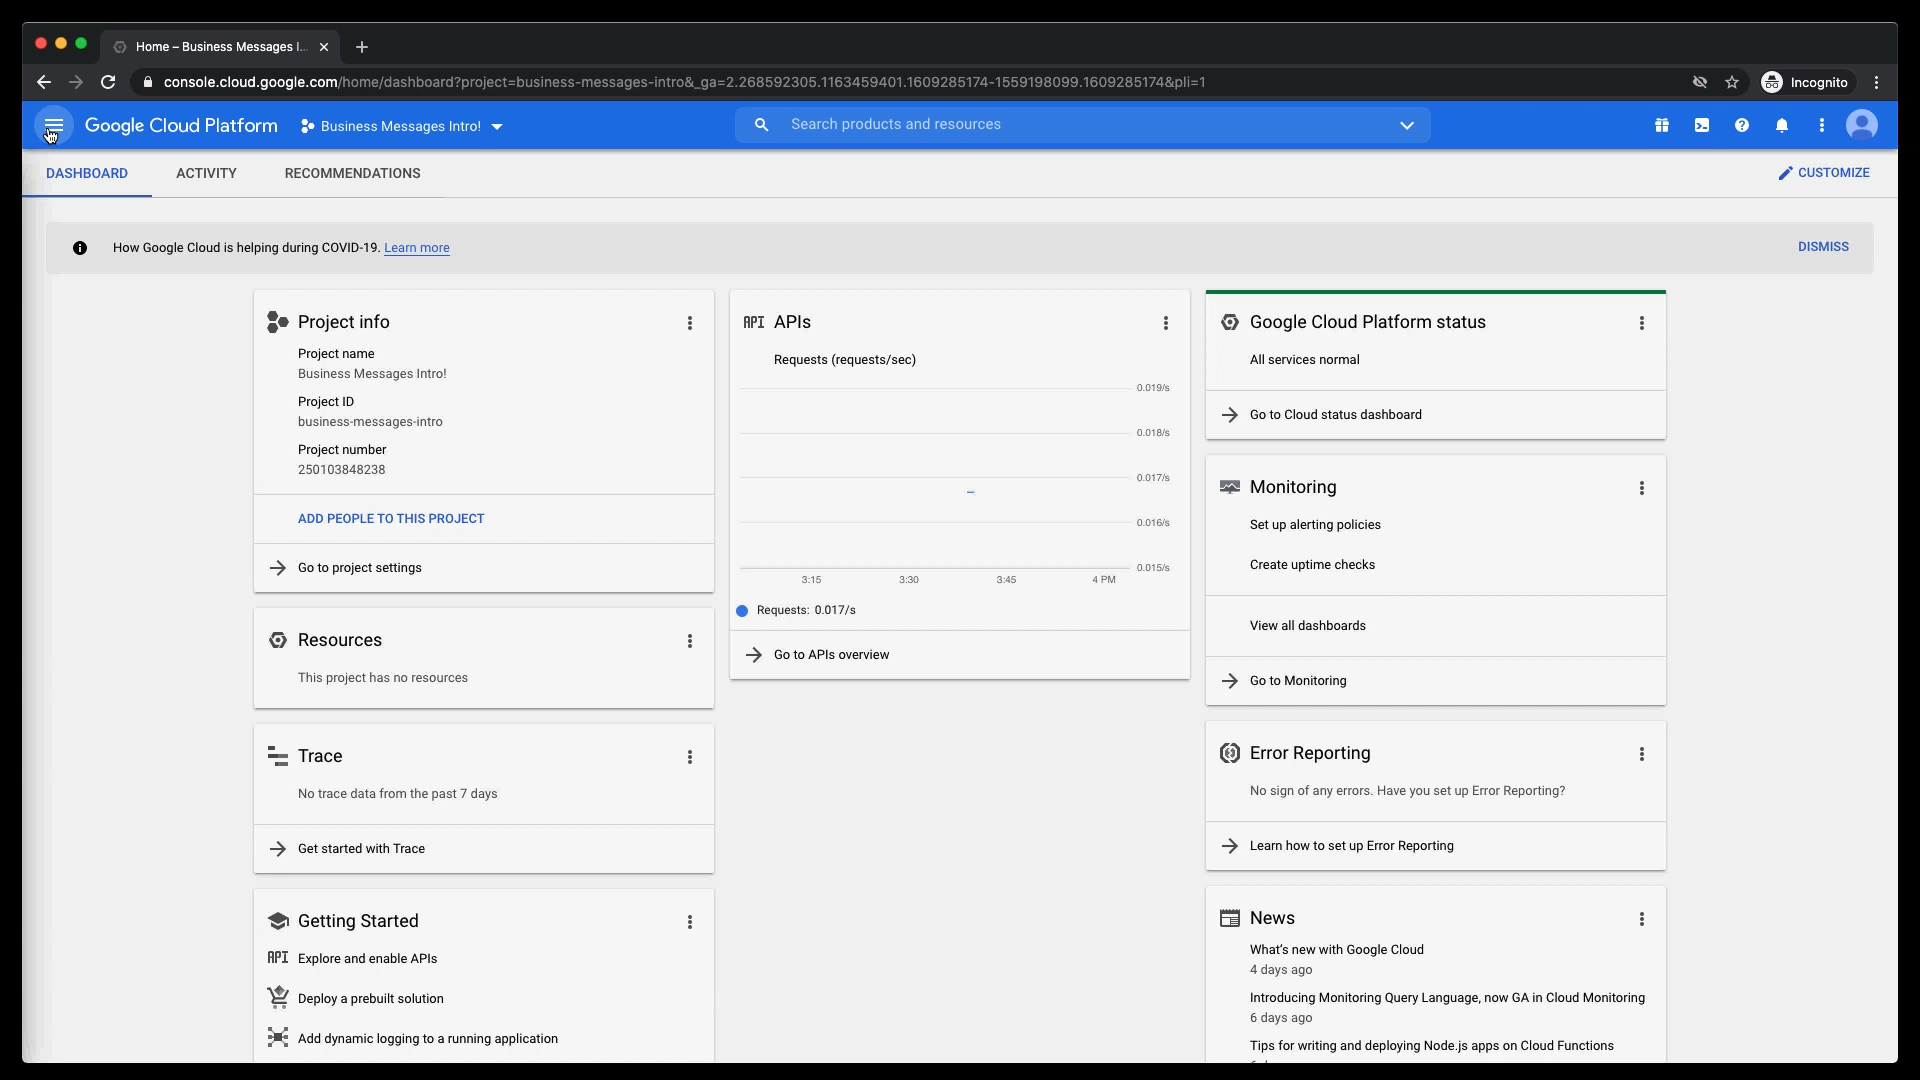 Home – Business Messages I...
console.cloud.google.com/home/dashboard?project=business-messages-intro&_ga=2.268592305.1163459401.1609285174-1559198099.1609285174&pli=1
Incognito
Google Cloud Platform
Business Messages Intro!
Search products and resources
DASHBOARD
ACTIVITY
RECOMMENDATIONS
CUSTOMIZE
How Google Cloud is helping during COVID-19. Learn more
DISMISS
Project info
Project name
Business Messages Intro!
Project ID
business-messages-intro
Project number
250103848238
ADD PEOPLE TO THIS PROJECT
Go to project settings
Resources
This project has no resources
Trace
No trace data from the past 7 days
Get started with Trace
Getting Started
API Explore and enable APIs
Deploy a prebuilt solution
Add dynamic logging to a running application
API APIs
Requests (requests/sec)
0.019/s
0.018/s
0.017/s
0.016/s
0.015/s
3:15
3:30
3:45
4 PM
Requests: 0.017/s
Go to APIs overview
Google Cloud Platform status
All services normal
Go to Cloud status dashboard
Monitoring
Set up alerting policies
Create uptime checks
View all dashboards
Go to Monitoring
Error Reporting
No sign of any errors. Have you set up Error Reporting?
Learn how to set up Error Reporting
News
What's new with Google Cloud
4 days ago
Introducing Monitoring Query Language, now GA in Cloud Monitoring
6 days ago
Tips for writing and deploying Node.js apps on Cloud Functions